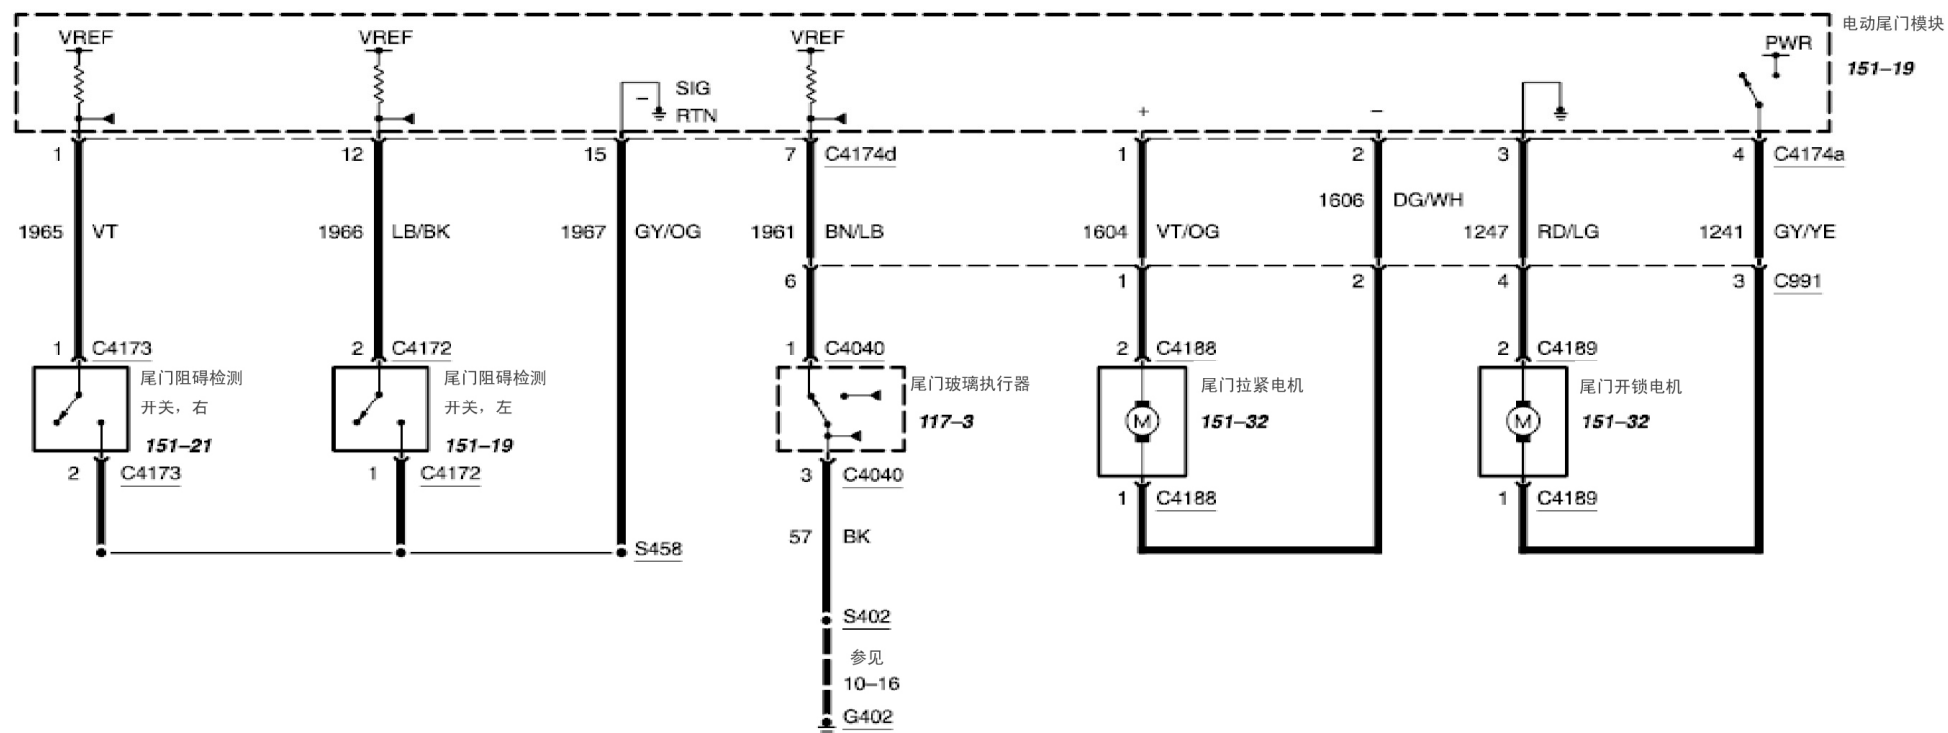 电动尾门模块
151–19
VREF
VREF
VREF
PWR
SIG
RTN
–
+
–
1
12
15
7
C4174d
1
2
3
4
C4174a
1606
DG/WH
1965
VT
1966
LB/BK
1967
GY/OG
1961
BN/LB
1604
VT/OG
1247
RD/LG
1241
GY/YE
6
1
2
4
3
C991
1
C4173
2
C4172
1
C4040
2
C4188
2
C4189
尾门阻碍检测
开关，右
151–21
尾门阻碍检测
开关，左
151–19
尾门玻璃执行器
117–3
尾门拉紧电机
151–32
尾门开锁电机
151–32
M
M
2
C4173
1
C4172
3
C4040
1
C4188
1
C4189
57
BK
S458
S402
参见
10–16
G402